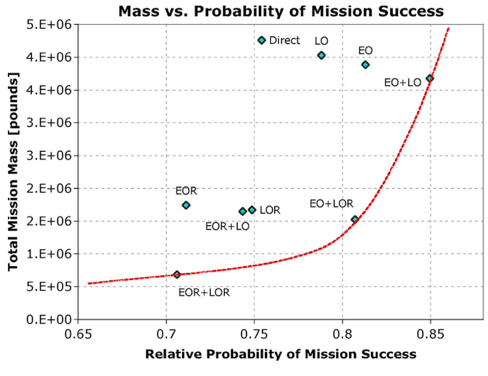 Mass vs. Probability of Mission Success
5.E+06
4.E+06
4.E+06
3.E+06
3.E+06
2.E+06
2.E+06
1.E+06
5.E+05
0.E+00
Total Mission Mass [pounds]
Direct
LO
EO
EO+LO
EOR
EOR+LO
LOR
EO+LOR
EOR+LOR
0.65
0.7
0.75
0.8
0.85
Relative Probability of Mission Success